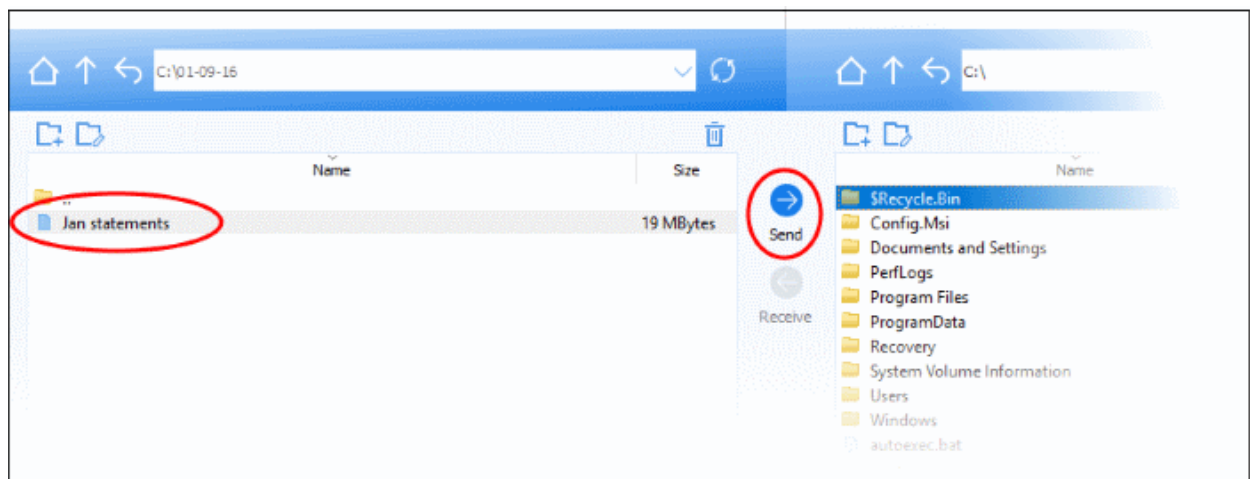 C:\01-09-16
C:\
Name
Size
Name
..
Jan statements
19 MBytes
Send
Receive
$Recycle.Bin
Config.Msi
Documents and Settings
PerfLogs
Program Files
ProgramData
Recovery
System Volume Information
Users
Windows
autoexec.bat